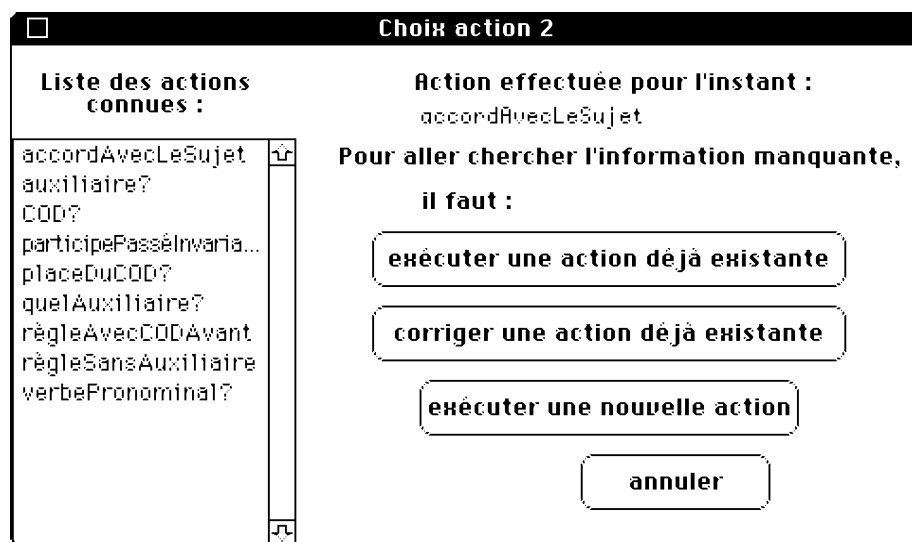 Choix action 2
Liste des actions
connues :
accordAvecLeSujet
auxiliaire?
COD?
participePasséInvaria...
placeDuCOD?
quelAuxiliaire?
règleAvecCODAvant
règleSansAuxiliaire
verbePronominal?
Action effectuée pour l'instant :
accordAvecLeSujet
Pour aller chercher l'information manquante,
il faut :
exécuter une action déjà existante
corriger une action déjà existante
exécuter une nouvelle action
annuler